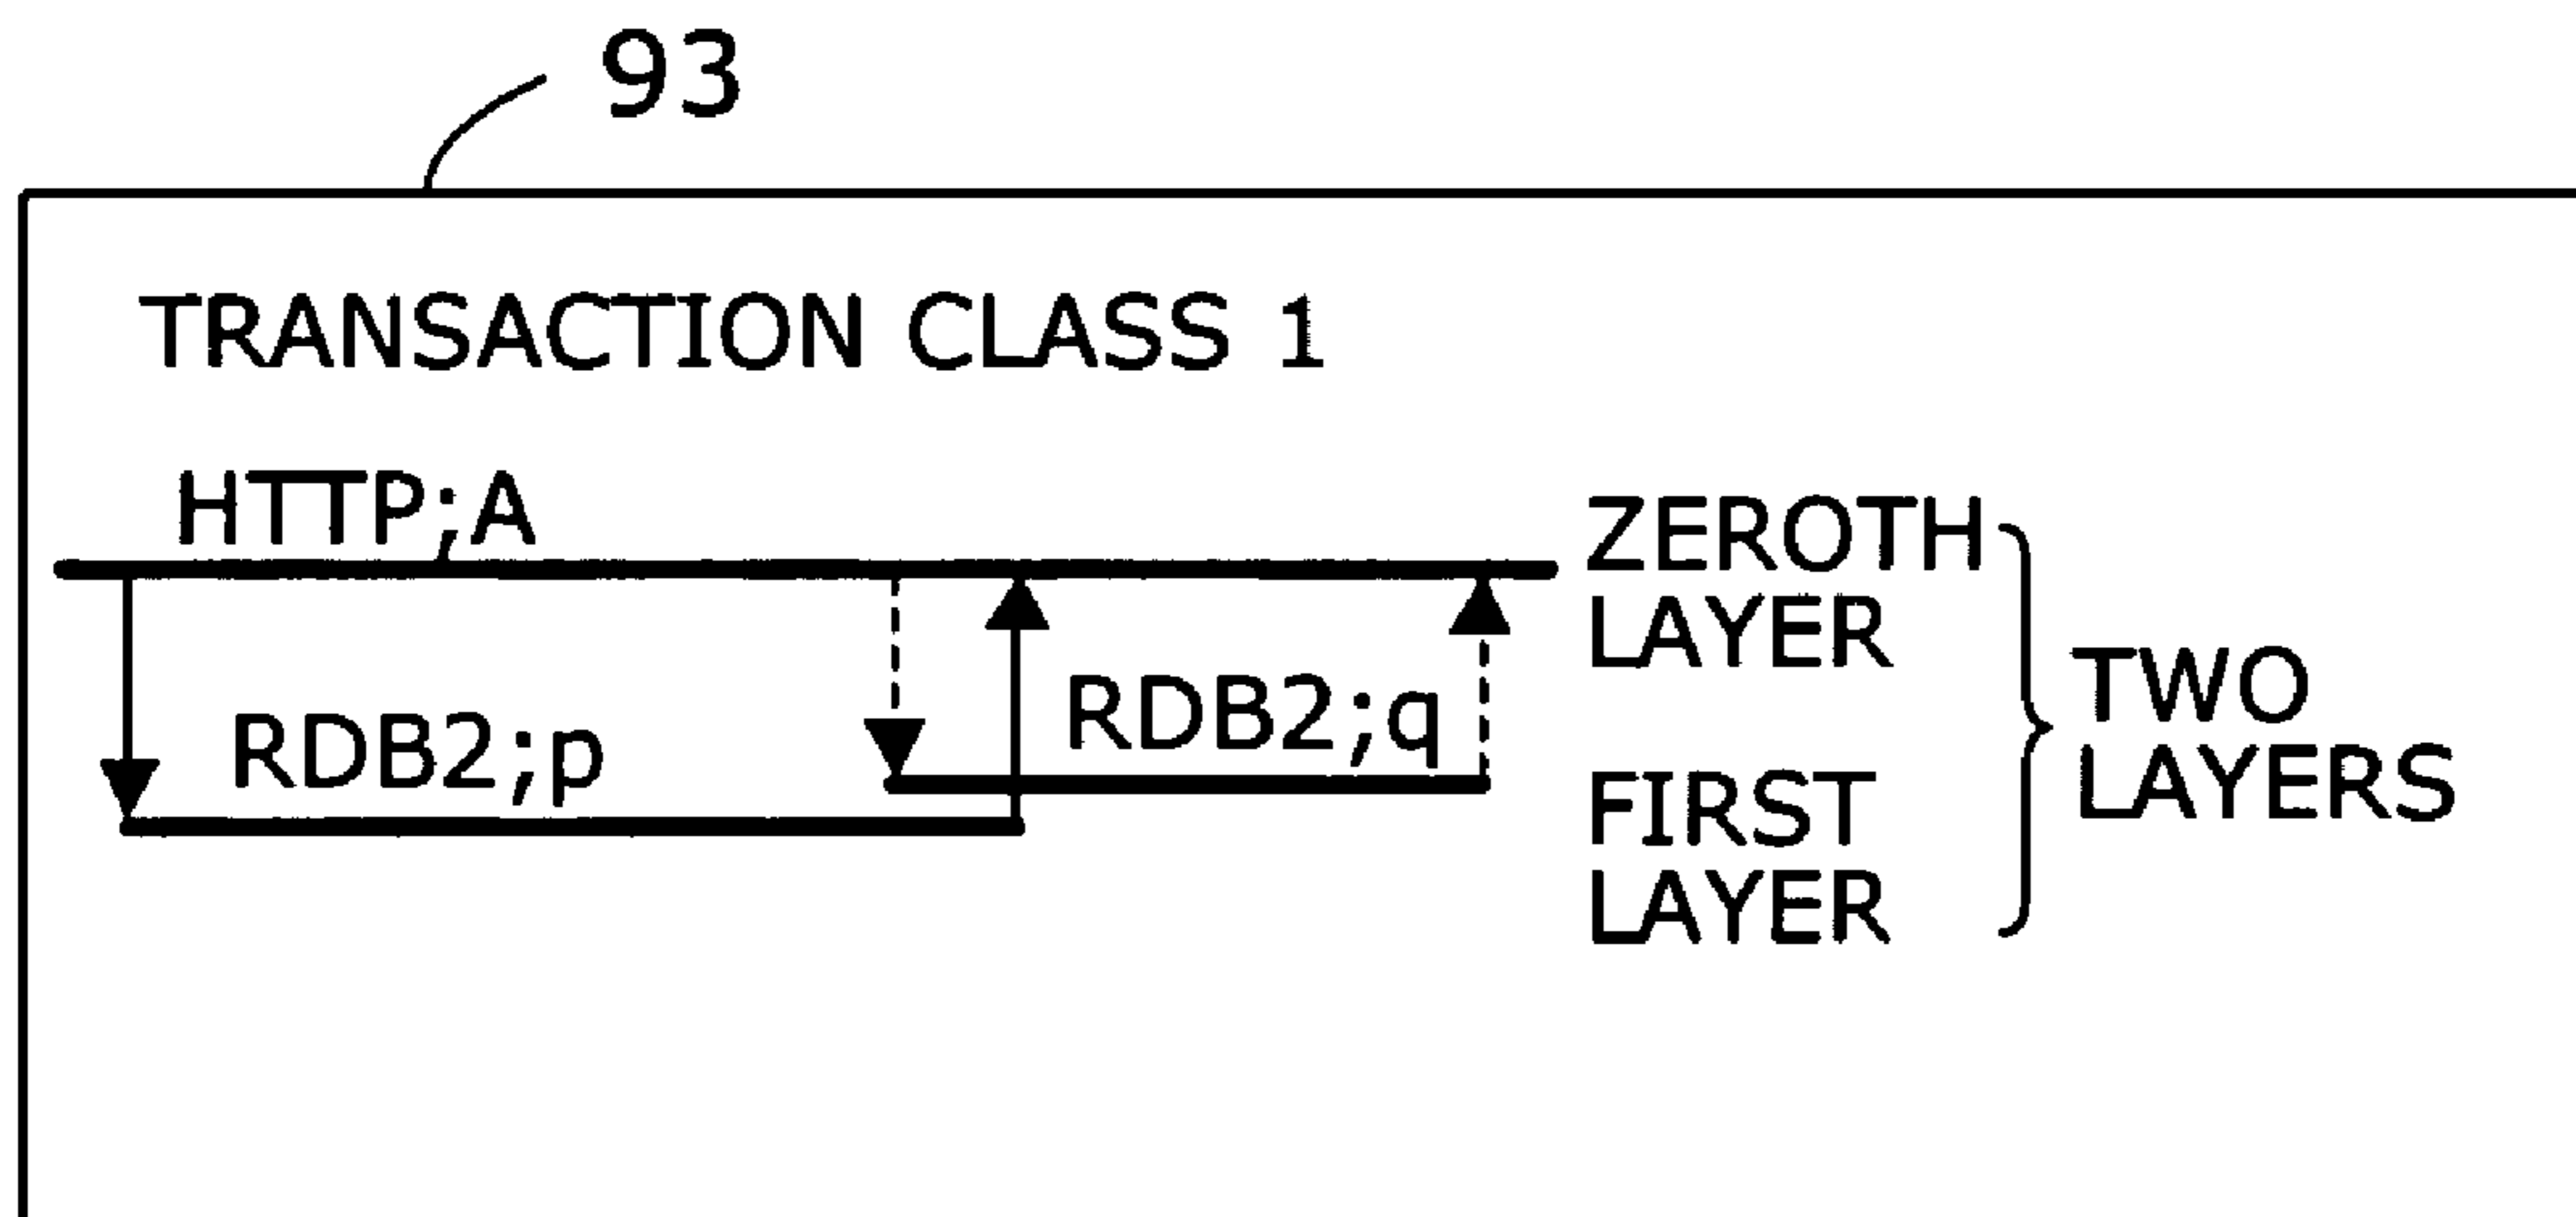 93
TRANSACTION CLASS 1
HTTP;A
ZEROTH
LAYER
RDB2;p
RDB2;q
FIRST
LAYER
TWO
LAYERS